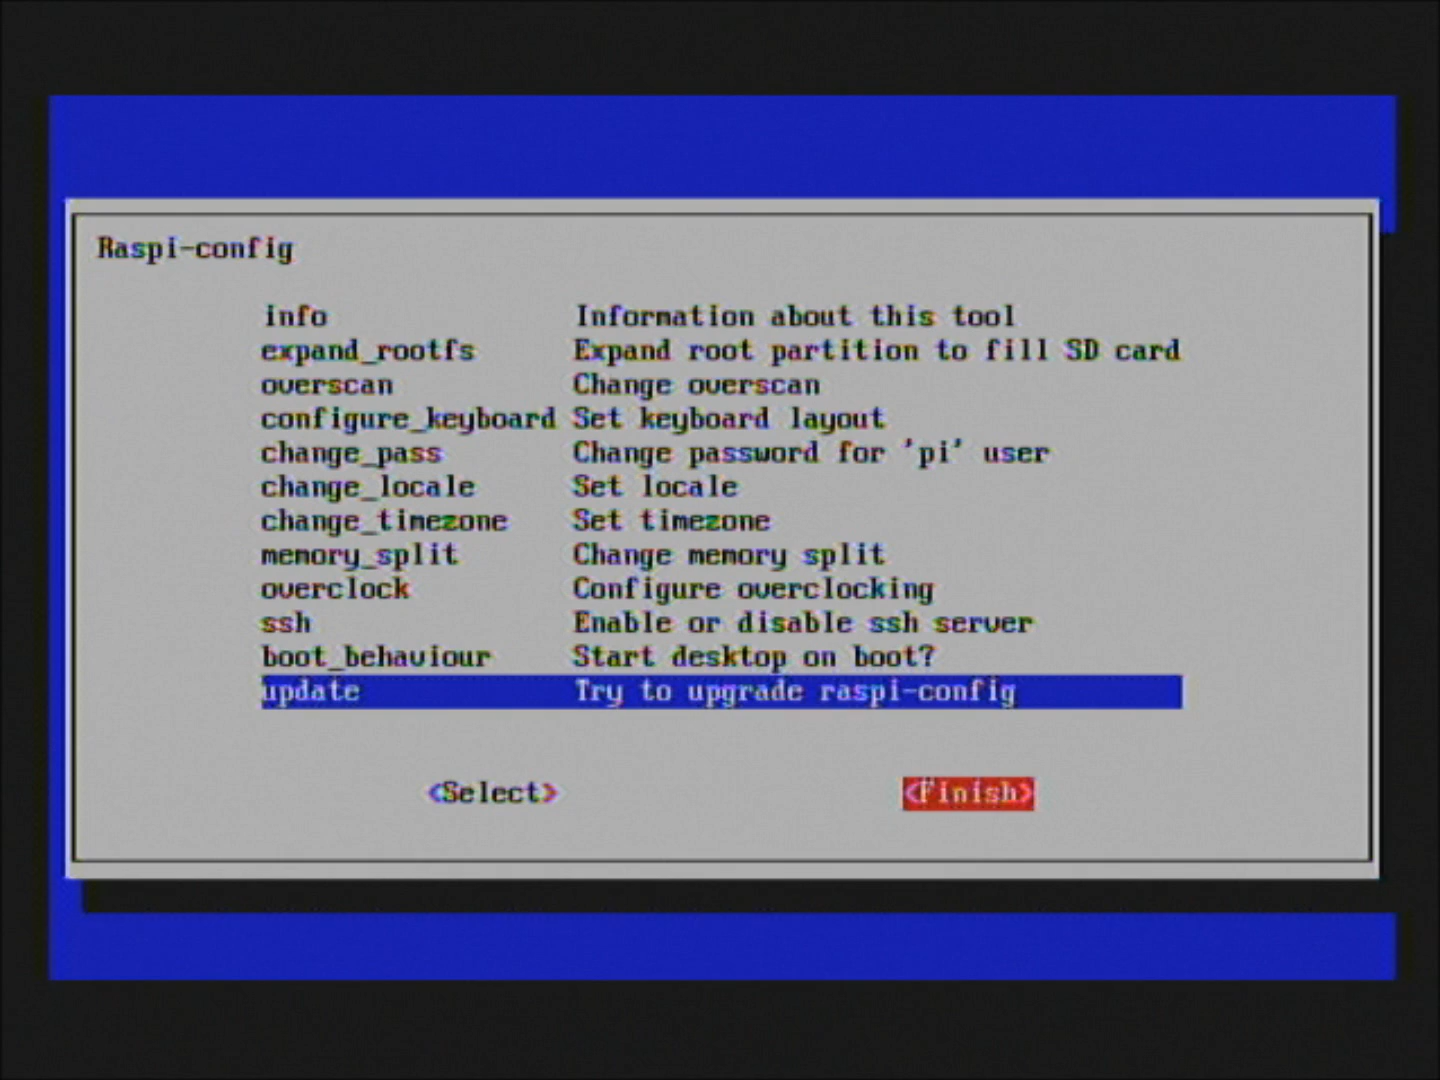 Raspi-config
info Information about this tool
expand_rootfs Expand root partition to fill SD card
overscan Change overscan
configure_keyboard Set keyboard layout
change_pass Change password for 'pi' user
change_locale Set locale
change_timezone Set timezone
memory_split Change memory split
overclock Configure overclocking
ssh Enable or disable ssh server
boot_behaviour Start desktop on boot?
update Try to upgrade raspi-config
<Select> <Finish>